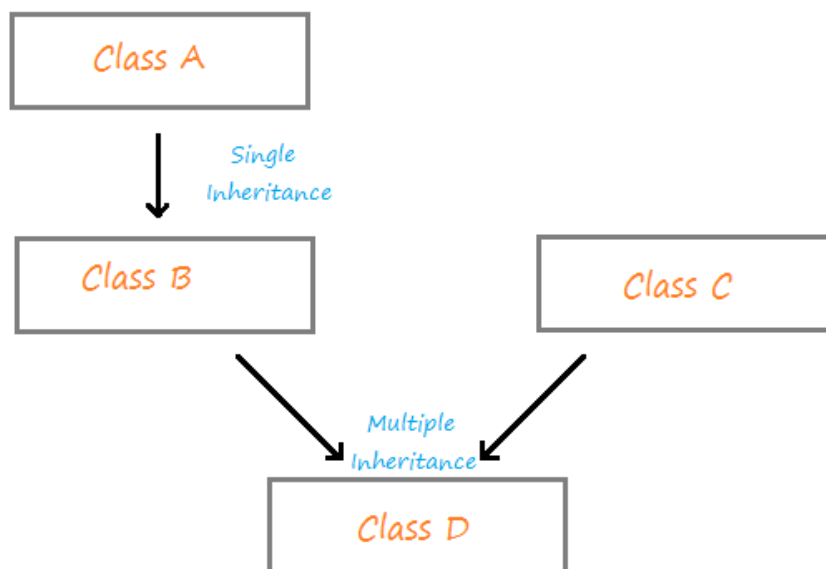 Class A
Single
Inheritance
Class B
Class C
Multiple
Inheritance
Class D